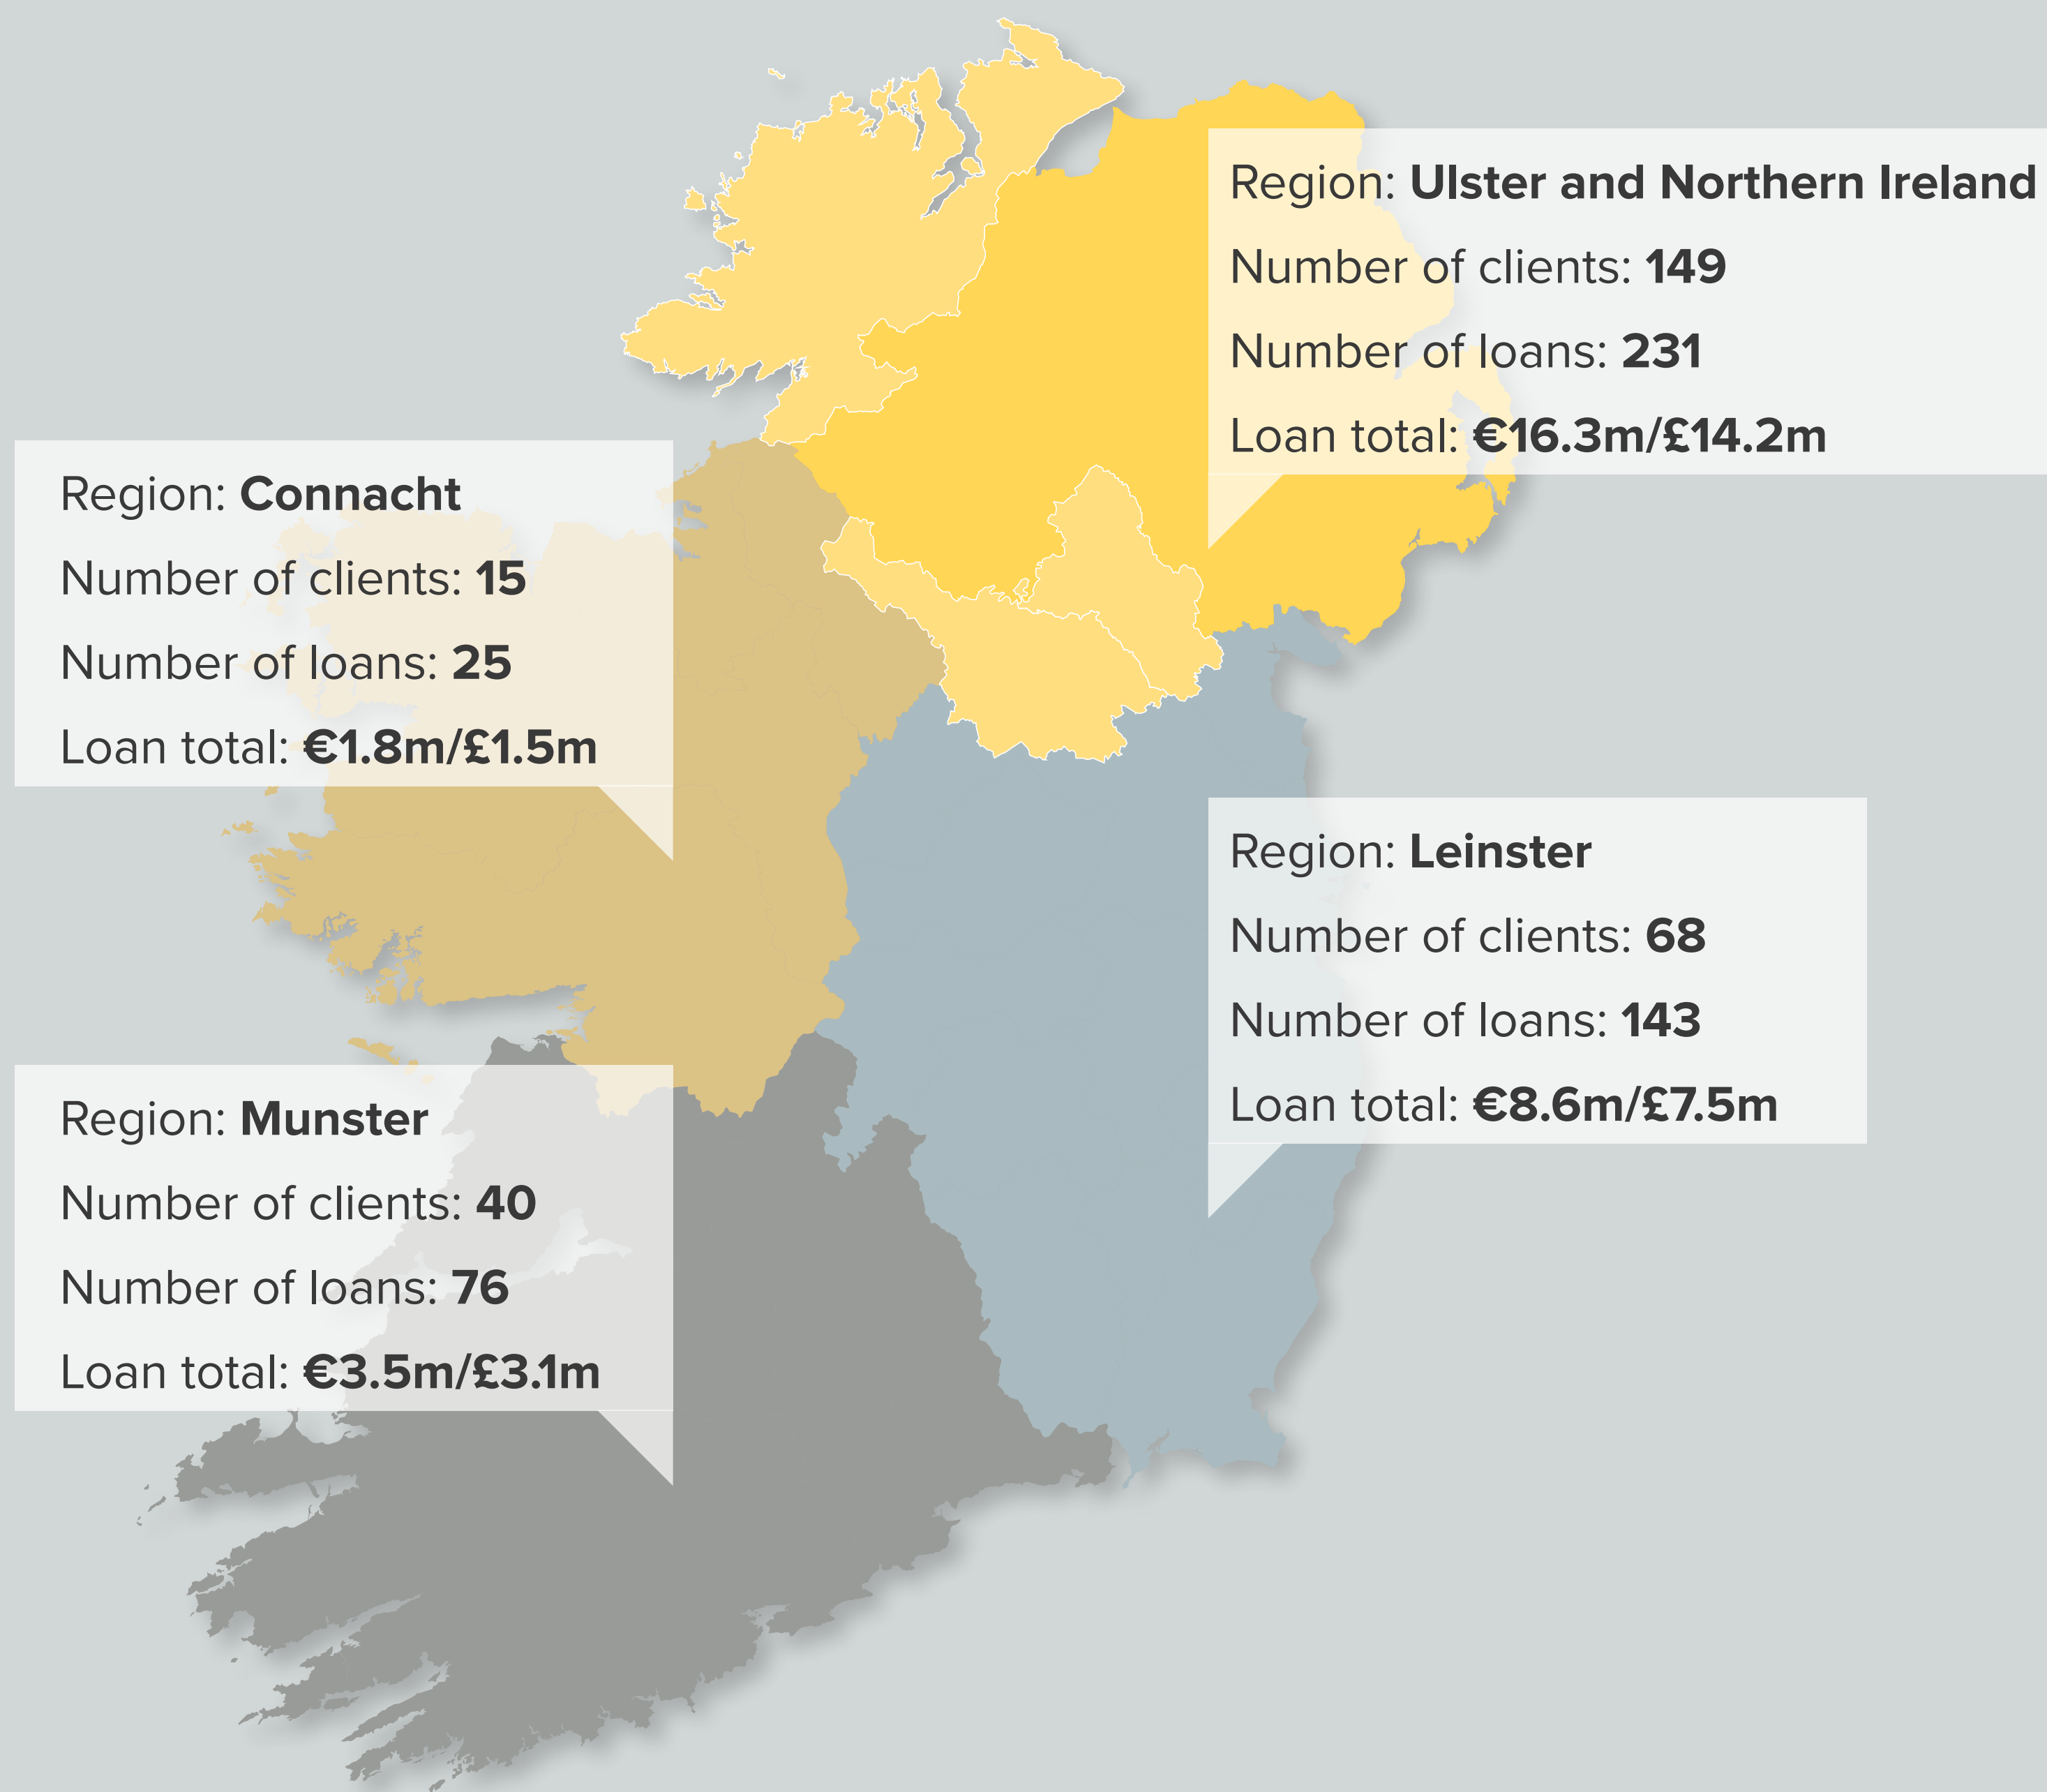 Region: Ulster and Northern Ireland
Number of clients: 149
Number of loans: 231
Loan total: €16.3m/£14.2m
Region: Connacht
Number of clients: 15
Number of loans: 25
Loan total: €1.8m/£1.5m
Region: Leinster
Number of clients: 68
Number of loans: 143
Loan total: €8.6m/£7.5m
Region: Munster
Number of clients: 40
Number of loans: 76
Loan total: €3.5m/£3.1m